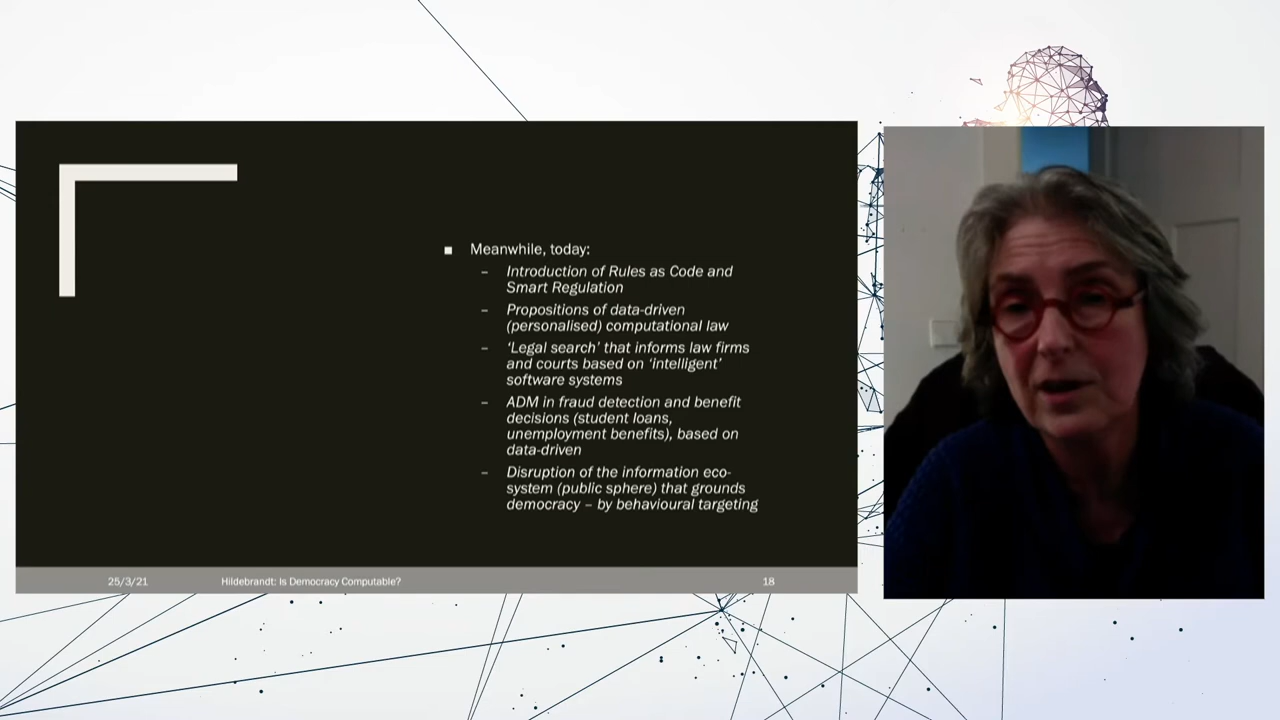 Meanwhile, today:
– Introduction of Rules as Code and
Smart Regulation
– Propositions of data-driven
(personalised) computational law
– ‘Legal search’ that informs law firms
and courts based on ‘intelligent’
software systems
– ADM in fraud detection and benefit
decisions (student loans,
unemployment benefits), based on
data-driven
– Disruption of the information eco-
system (public sphere) that grounds
democracy – by behavioural targeting
25/3/21 Hildebrandt: Is Democracy Computable? 18